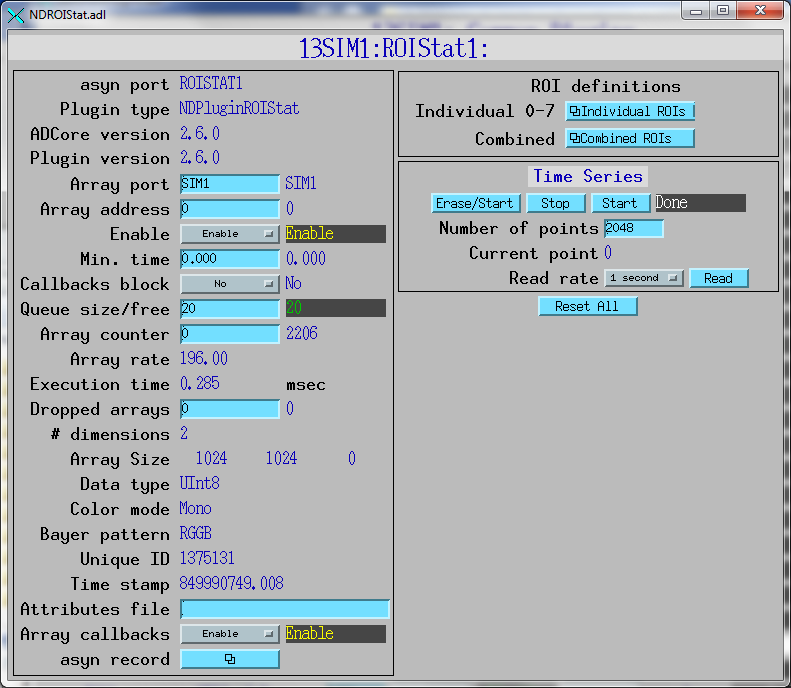 NDROIStat.adl
13SIM1:ROIStat1:
asyn port ROISTAT1
Plugin type NDPluginROIStat
ADCore version 2.6.0
Plugin version 2.6.0
Array port SIM1 SIM1
Array address 0 0
Enable Enable Enable
Min. time 0.000 0.000
Callbacks block No No
Queue size/free 20 20
Array counter 0 2206
Array rate 196.00
Execution time 0.285 msec
Dropped arrays 0 0
# dimensions 2
Array Size 1024 1024 0
Data type UInt8
Color mode Mono
Bayer pattern RGGB
Unique ID 1375131
Time stamp 849990749.008
Attributes file
Array callbacks Enable Enable
asyn record
ROI definitions
Individual 0-7 Individual ROIs
Combined Combined ROIs
Time Series
Erase/Start Stop Start Done
Number of points 2048
Current point 0
Read rate 1 second Read
Reset All